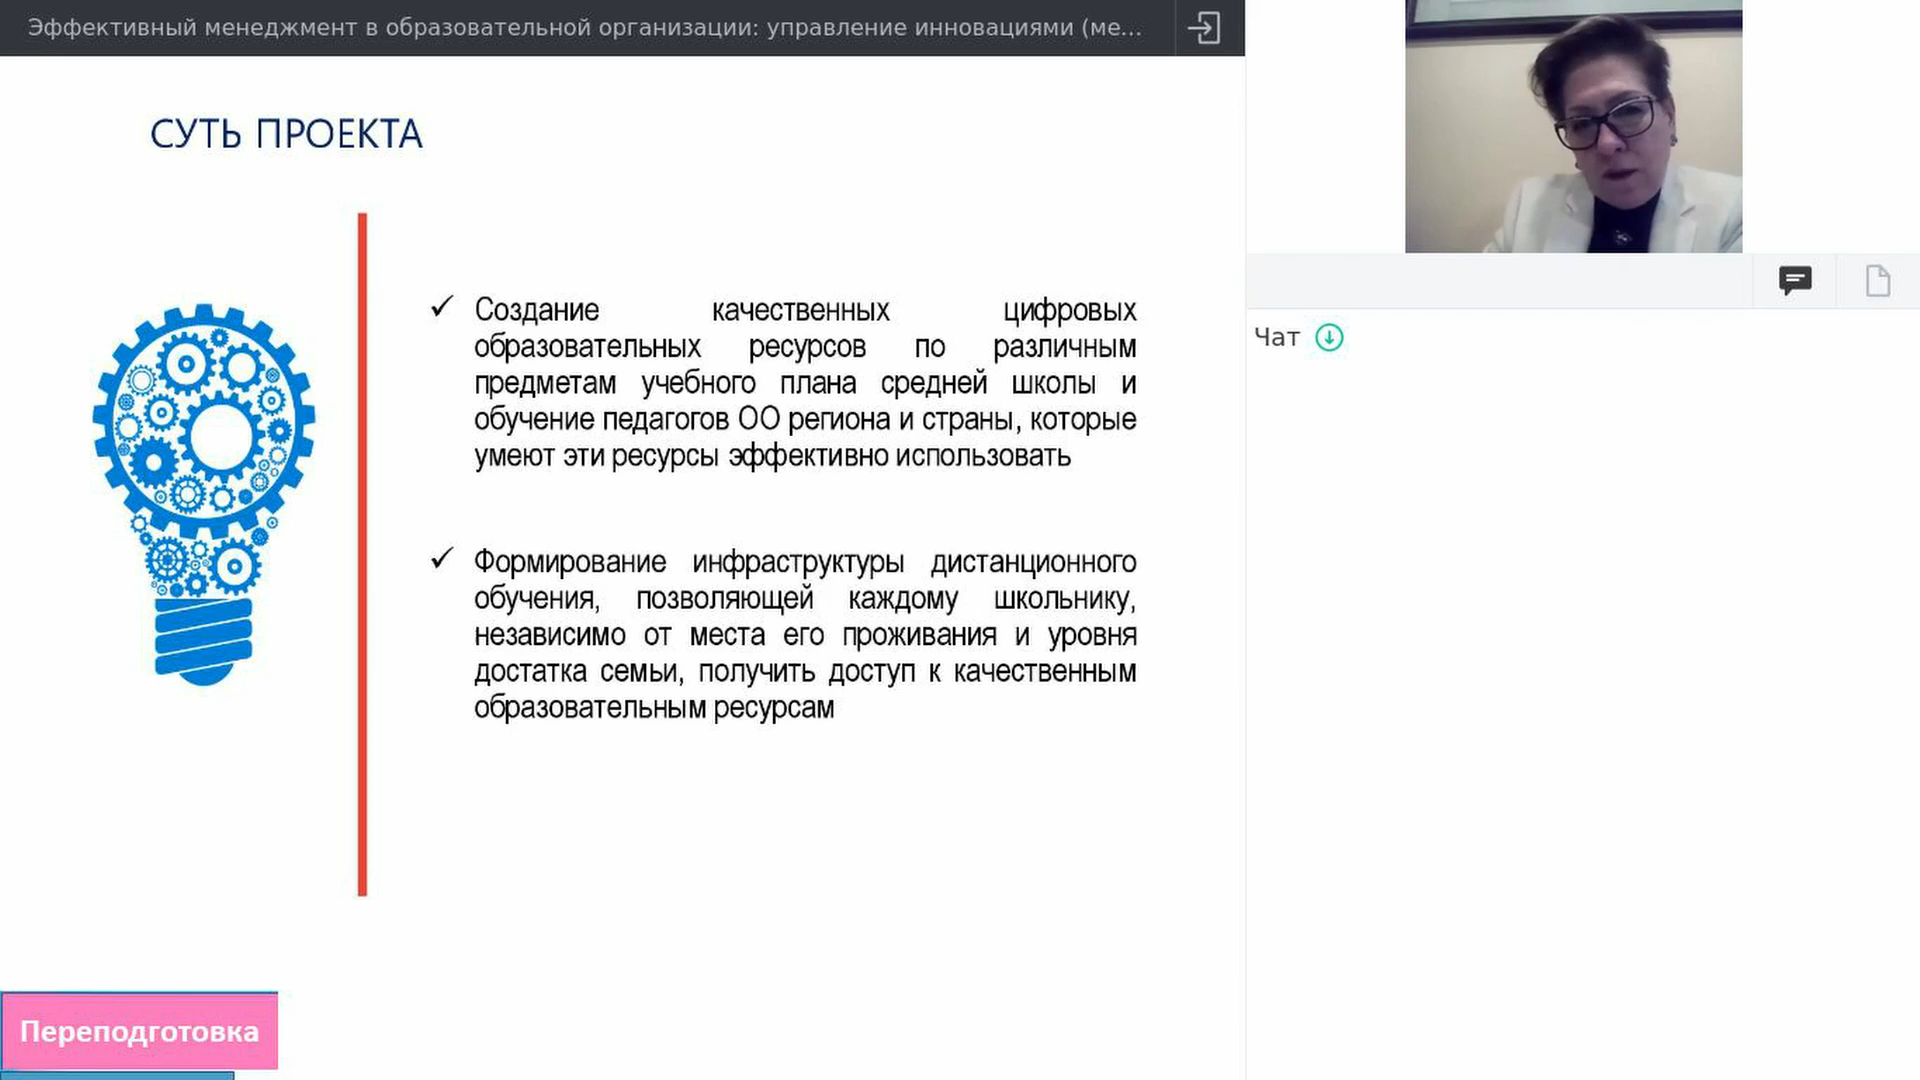 Эффективный менеджмент в образовательной организации: управление инновациями (ме...
СУТЬ ПРОЕКТА
✓ Создание качественных цифровых
образовательных ресурсов по различным
предметам учебного плана средней школы и
обучение педагогов ОО региона и страны, которые
умеют эти ресурсы эффективно использовать
✓ Формирование инфраструктуры дистанционного
обучения, позволяющей каждому школьнику,
независимо от места его проживания и уровня
достатка семьи, получить доступ к качественным
образовательным ресурсам
Переподготовка
Чат